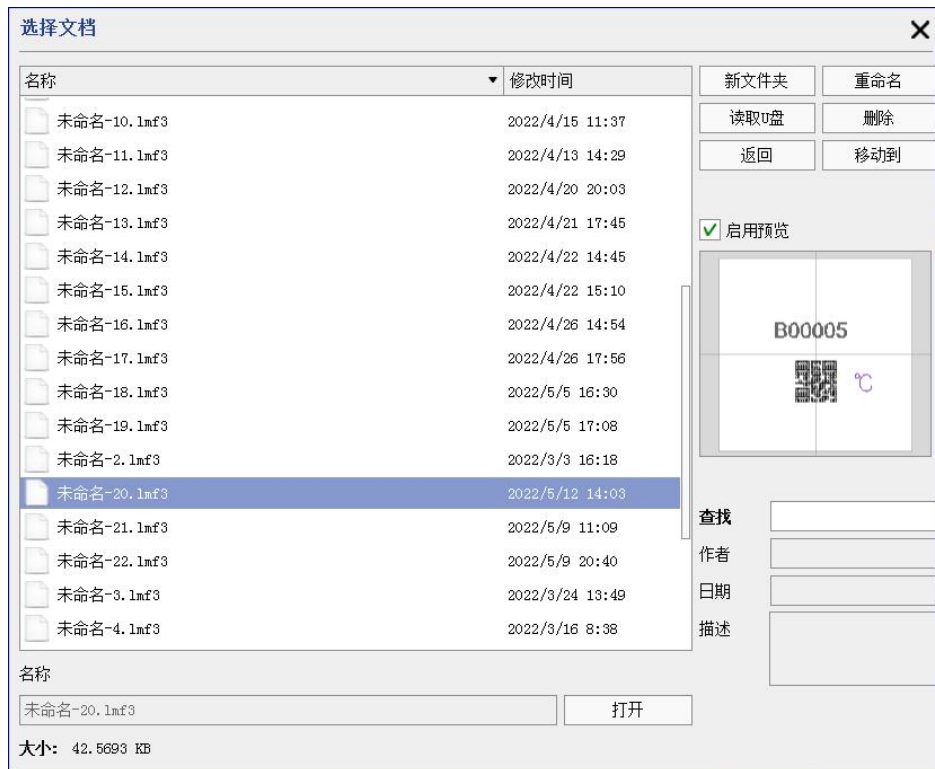 选择文档
名称 修改时间
未命名-10.lmf3 2022/4/15 11:37
未命名-11.lmf3 2022/4/13 14:29
未命名-12.lmf3 2022/4/20 20:03
未命名-13.lmf3 2022/4/21 17:45
未命名-14.lmf3 2022/4/22 14:45
未命名-15.lmf3 2022/4/22 15:10
未命名-16.lmf3 2022/4/26 14:54
未命名-17.lmf3 2022/4/26 17:56
未命名-18.lmf3 2022/5/5 16:30
未命名-19.lmf3 2022/5/5 17:08
未命名-2.lmf3 2022/3/3 16:18
未命名-20.lmf3 2022/5/12 14:03
未命名-21.lmf3 2022/5/9 11:09
未命名-22.lmf3 2022/5/9 20:40
未命名-3.lmf3 2022/3/24 13:49
未命名-4.lmf3 2022/3/16 8:38
名称
未命名-20.lmf3 打开
大小: 42.5693 KB
新文件夹 重命名
读取U盘 删除
返回 移动到
启用预览
B00005
℃
查找
作者
日期
描述